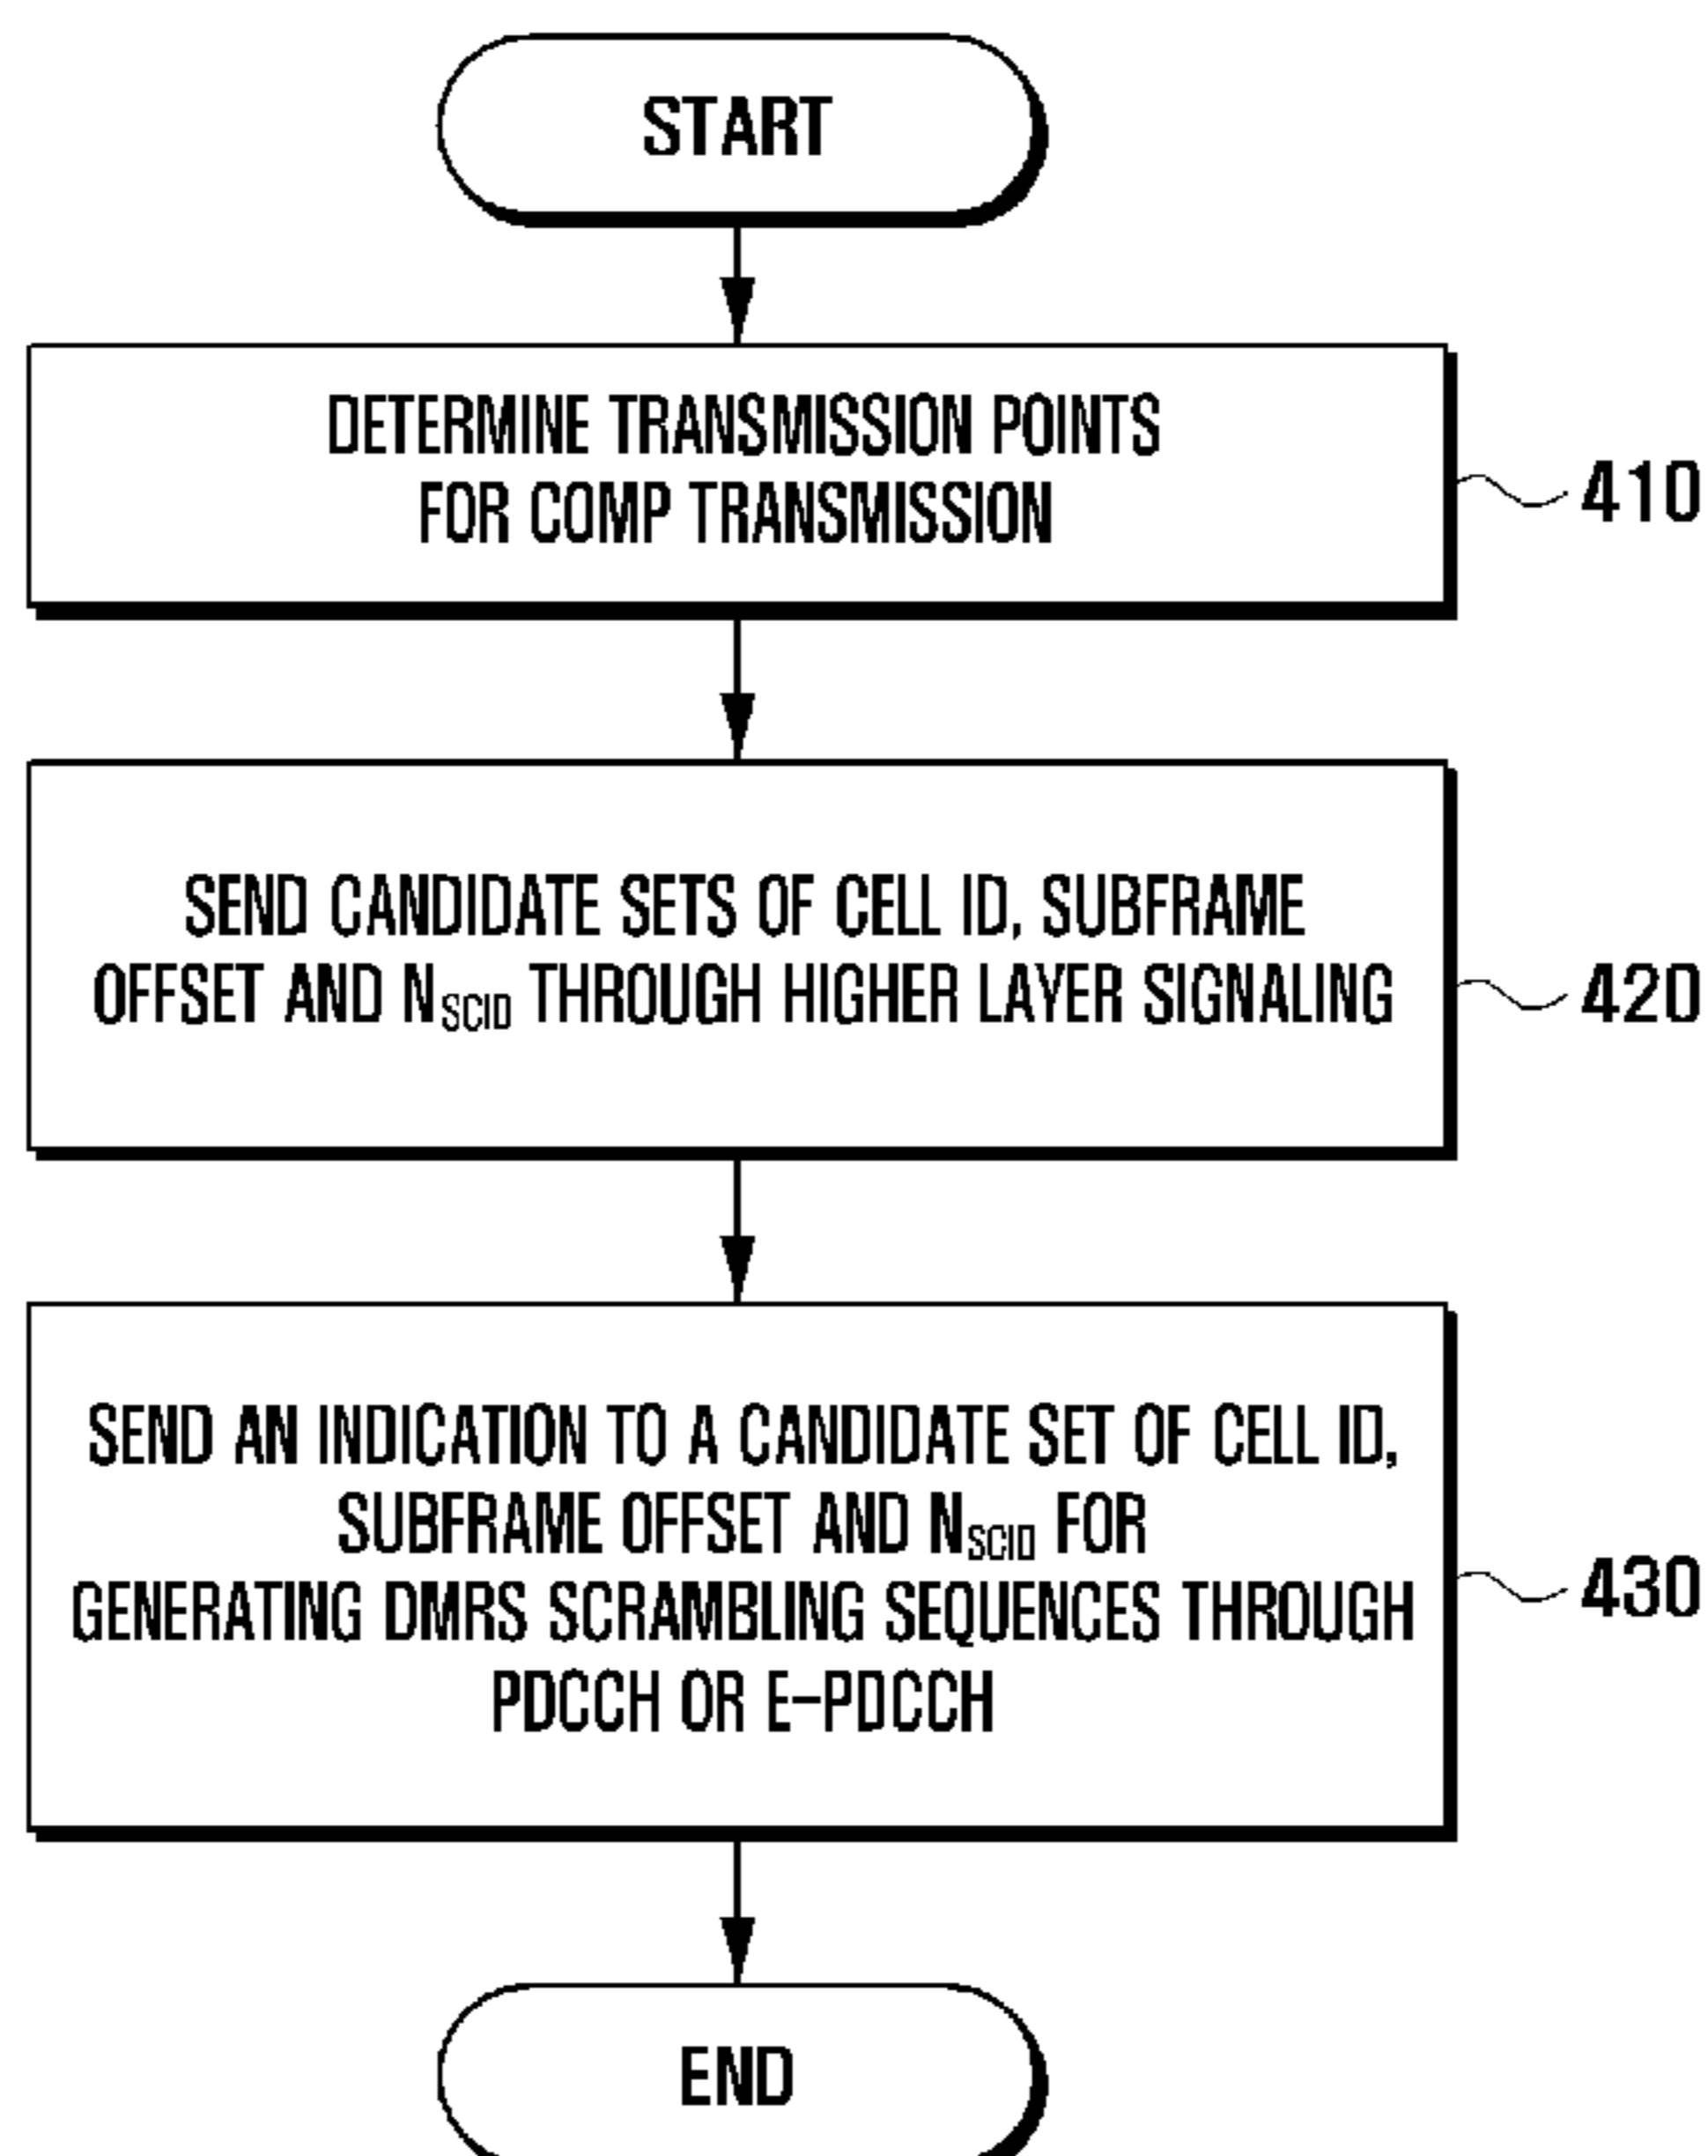 START
DETERMINE TRANSMISSION POINTS
FOR COMP TRANSMISSION
410
SEND CANDIDATE SETS OF CELL ID, SUBFRAME
OFFSET AND NSCID THROUGH HIGHER LAYER SIGNALING
420
SEND AN INDICATION TO A CANDIDATE SET OF CELL ID,
SUBFRAME OFFSET AND NSCID FOR
GENERATING DMRS SCRAMBLING SEQUENCES THROUGH
PDCCH OR E-PDCCH
430
END